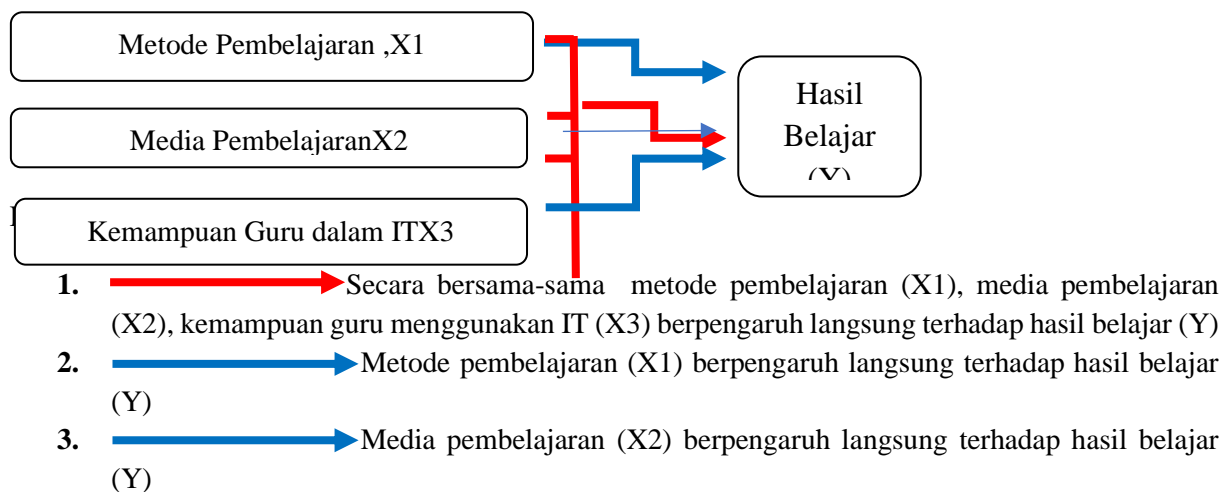 Metode Pembelajaran ,X1
Media PembelajaranX2
Kemampuan Guru dalam ITX3
Hasil
Belajar
(Y)
1. Secara bersama-sama metode pembelajaran (X1), media pembelajaran
(X2), kemampuan guru menggunakan IT (X3) berpengaruh langsung terhadap hasil belajar (Y)
2. Metode pembelajaran (X1) berpengaruh langsung terhadap hasil belajar
(Y)
3. Media pembelajaran (X2) berpengaruh langsung terhadap hasil belajar
(Y)